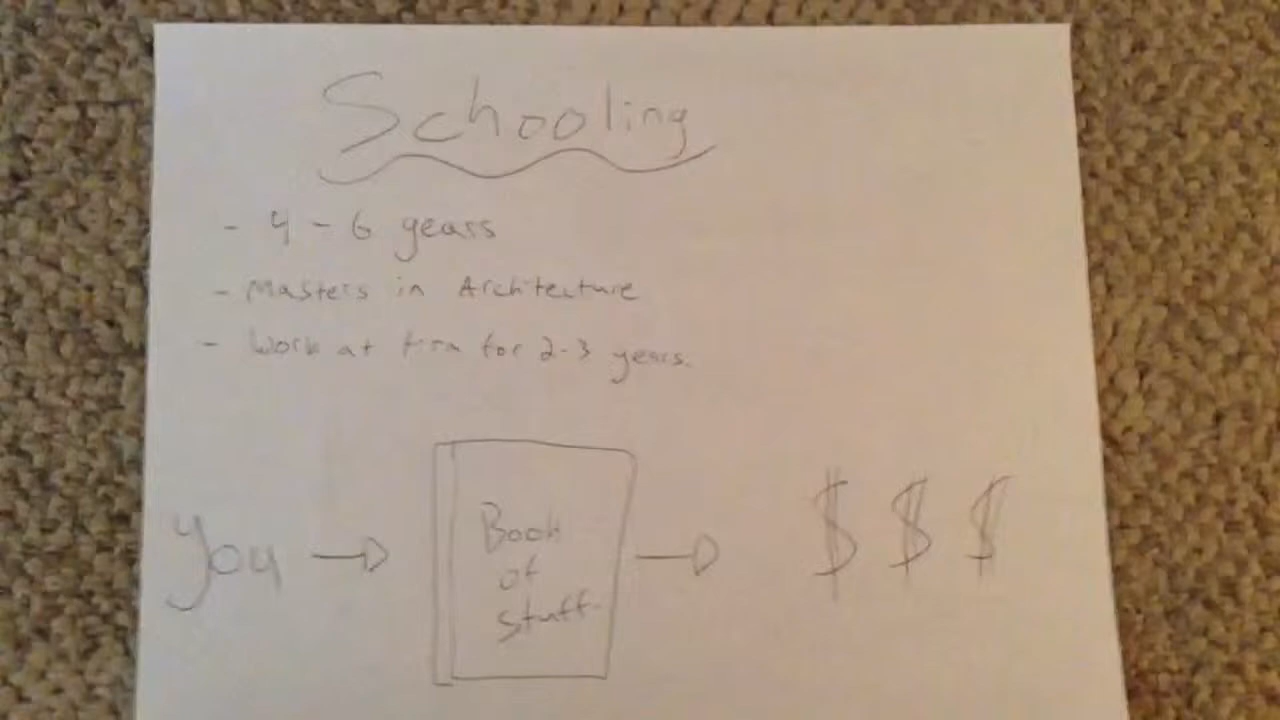 Schooling
- 4 - 6 years
- Masters in Architecture
- Work at firm for 2-3 years.
You
Book
of
stuff
$ $ $